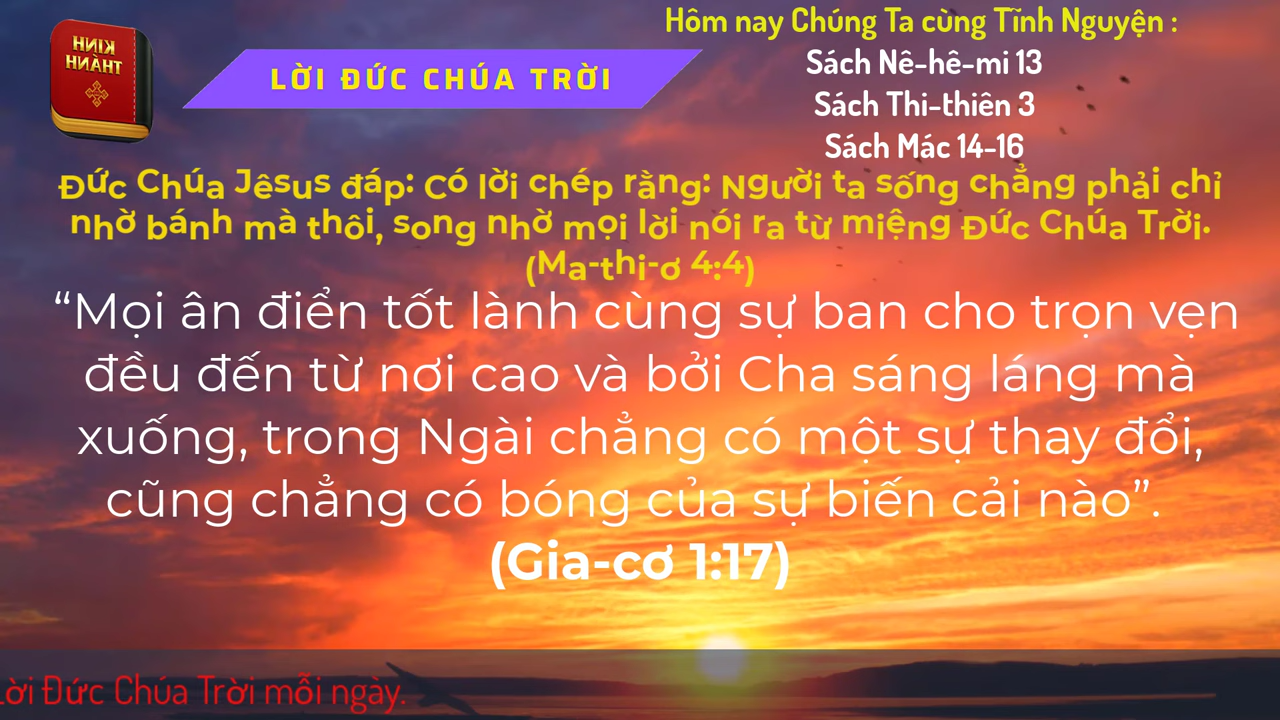 KINH
THÁNH
LỜI ĐỨC CHÚA TRỜI
Hôm nay Chúng Ta cùng Tĩnh Nguyện :
Sách Nê-hê-mi 13
Sách Thi-thiên 3
Sách Mác 14-16
Đức Chúa Jêsus đáp: Có lời chép rằng: Người ta sống chẳng phải chỉ
nhờ bánh mà thôi, song nhờ mọi lời nói ra từ miệng Đức Chúa Trời.
(Ma-thi-ơ 4:4)
“Mọi ân điển tốt lành cùng sự ban cho trọn vẹn
đều đến từ nơi cao và bởi Cha sáng láng mà
xuống, trong Ngài chẳng có một sự thay đổi,
cũng chẳng có bóng của sự biến cải nào”.
(Gia-cơ 1:17)
Lời Đức Chúa Trời mỗi ngày.